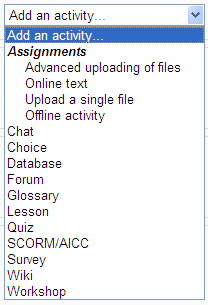 Add an activity...
Add an activity...
Assignments
Advanced uploading of files
Online text
Upload a single file
Offline activity
Chat
Choice
Database
Forum
Glossary
Lesson
Quiz
SCORM/AICC
Survey
Wiki
Workshop